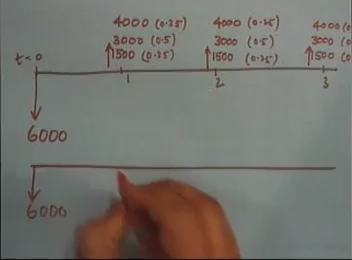 4000 (0.25) 4000 (0.25) 4000
3000 (0.5) 3000 (0.5) 3000
t<0 1500 (0.25) 1500 (0.25) 1500
1 2 3
6000
6000